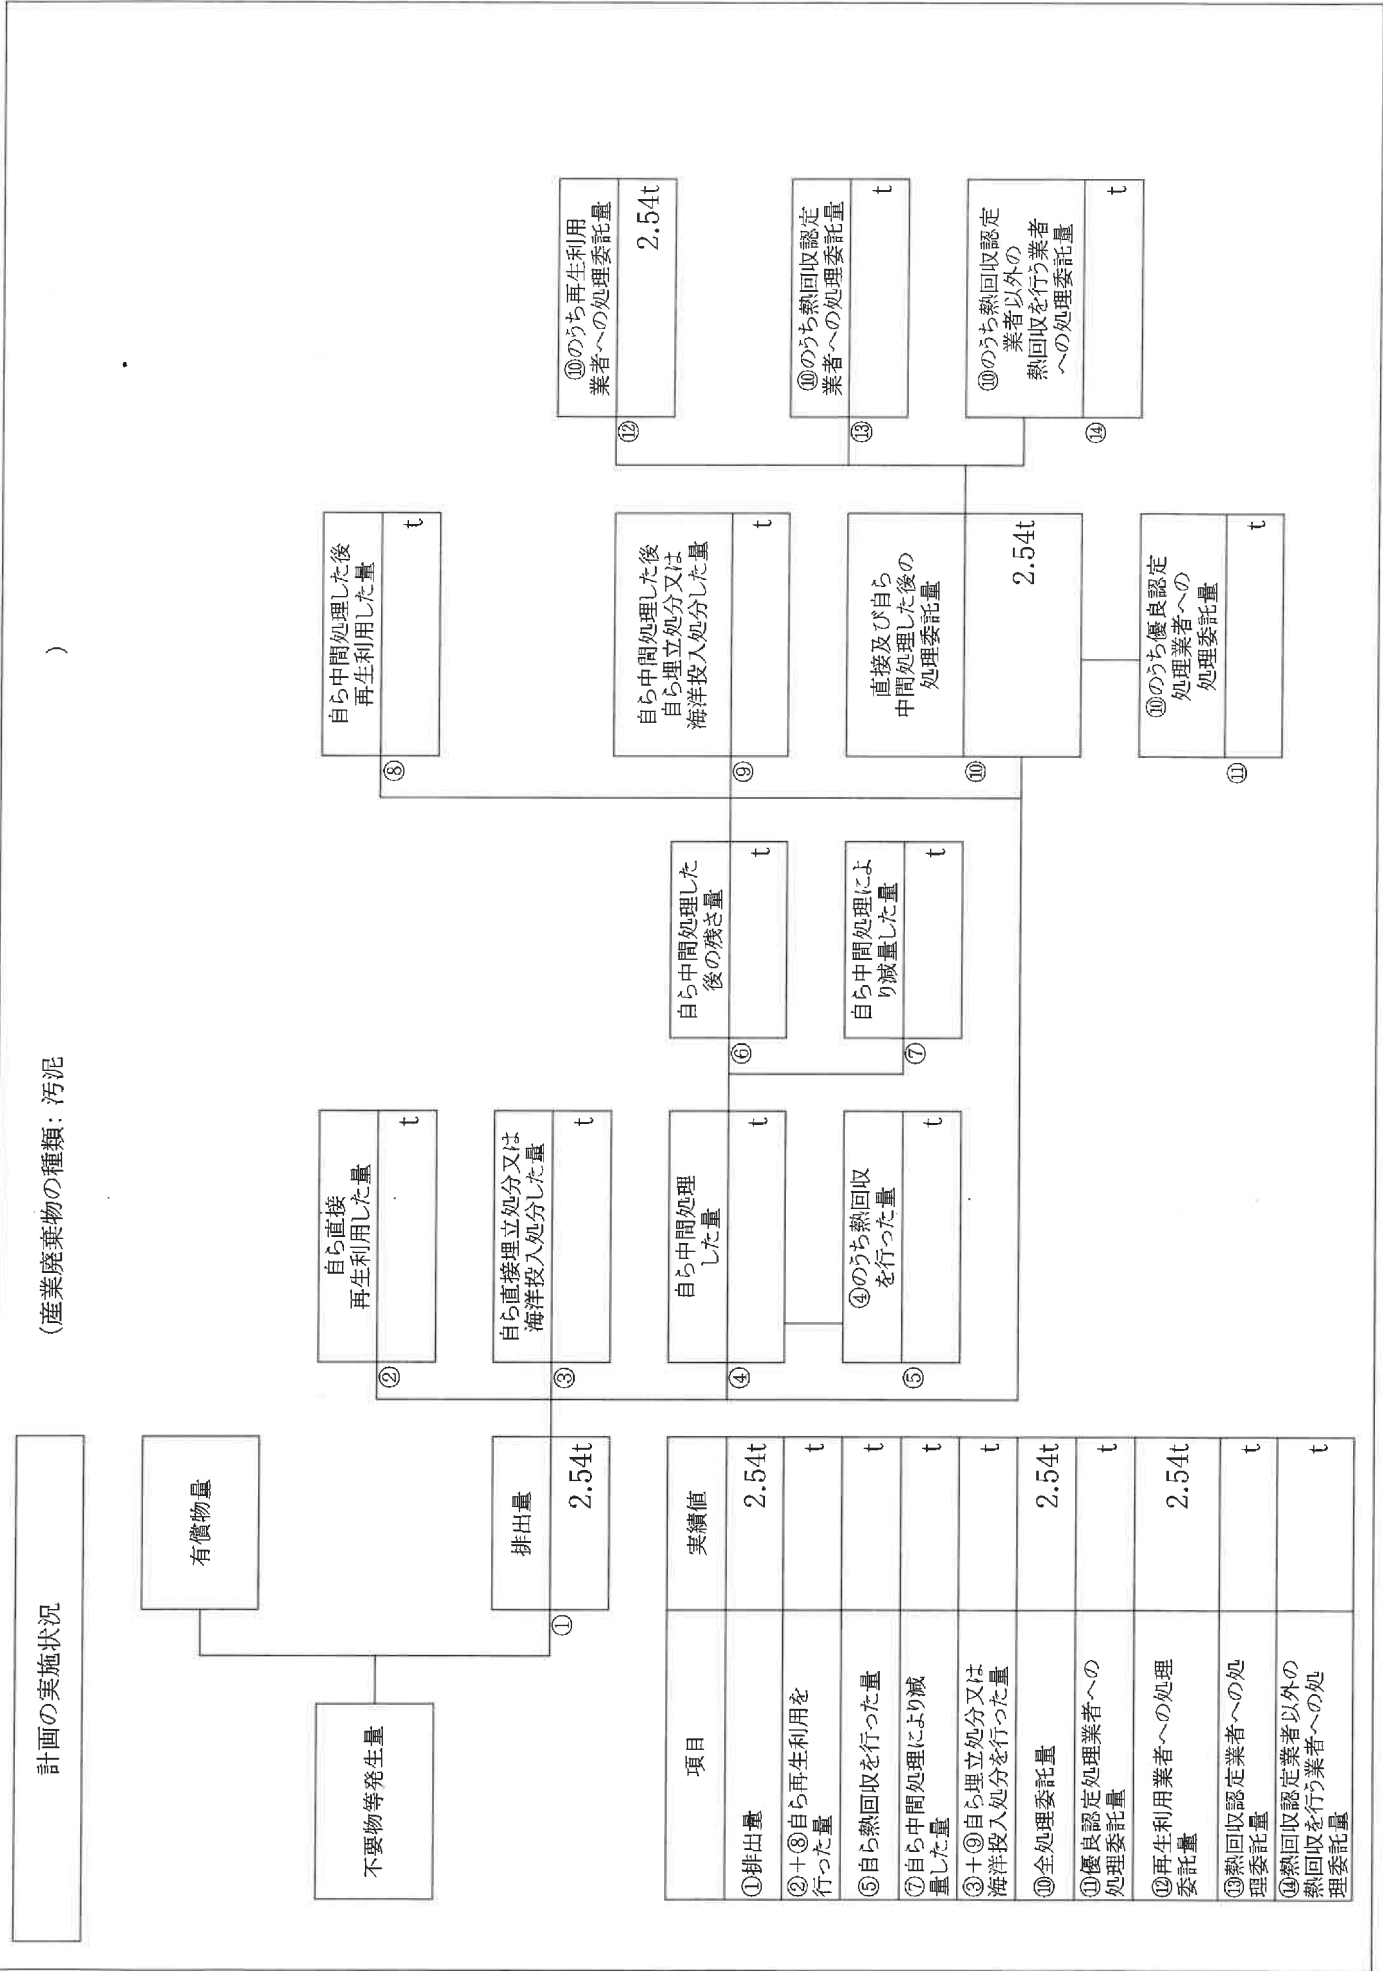 計画の実施状況
(産業廃棄物の種類:汚泥 )
不要物等発生量
有償物量
①
排出量
2.54t
②
自ら直接
再生利用した量
t
③
自ら直接埋立処分又は
海洋投入処分した量
t
④
自ら中間処理
した量
t
⑤
④のうち熱回収
を行った量
t
⑥
自ら中間処理した
後の残さ量
t
⑦
自ら中間処理によ
り減量した量
t
⑧
自ら中間処理した後
再生利用した量
t
⑨
自ら中間処理した後
自ら埋立処分又は
海洋投入処分した量
t
⑩
直接及び自ら
中間処理した後の
処理委託量
2.54t
⑪
⑩のうち優良認定
処理業者への
処理委託量
t
⑫
⑩のうち再生利用
業者への処理委託量
2.54t
⑬
⑩のうち熱回収認定
業者への処理委託量
t
⑭
⑩のうち熱回収認定
業者以外の
熱回収を行う業者
への処理委託量
t
項目 実績値
①排出量 2.54t
②+⑧自ら再生利用を
行った量 t
⑤自ら熱回収を行った量 t
⑦自ら中間処理により減
量した量 t
③+⑨自ら埋立処分又は
海洋投入処分を行った量 t
⑩全処理委託量 2.54t
⑪優良認定処理業者への
処理委託量 t
⑫再生利用業者への処理
委託量 2.54t
⑬熱回収認定業者への処
理委託量 t
⑭熱回収認定業者以外の
熱回収を行う業者への処
理委託量 t